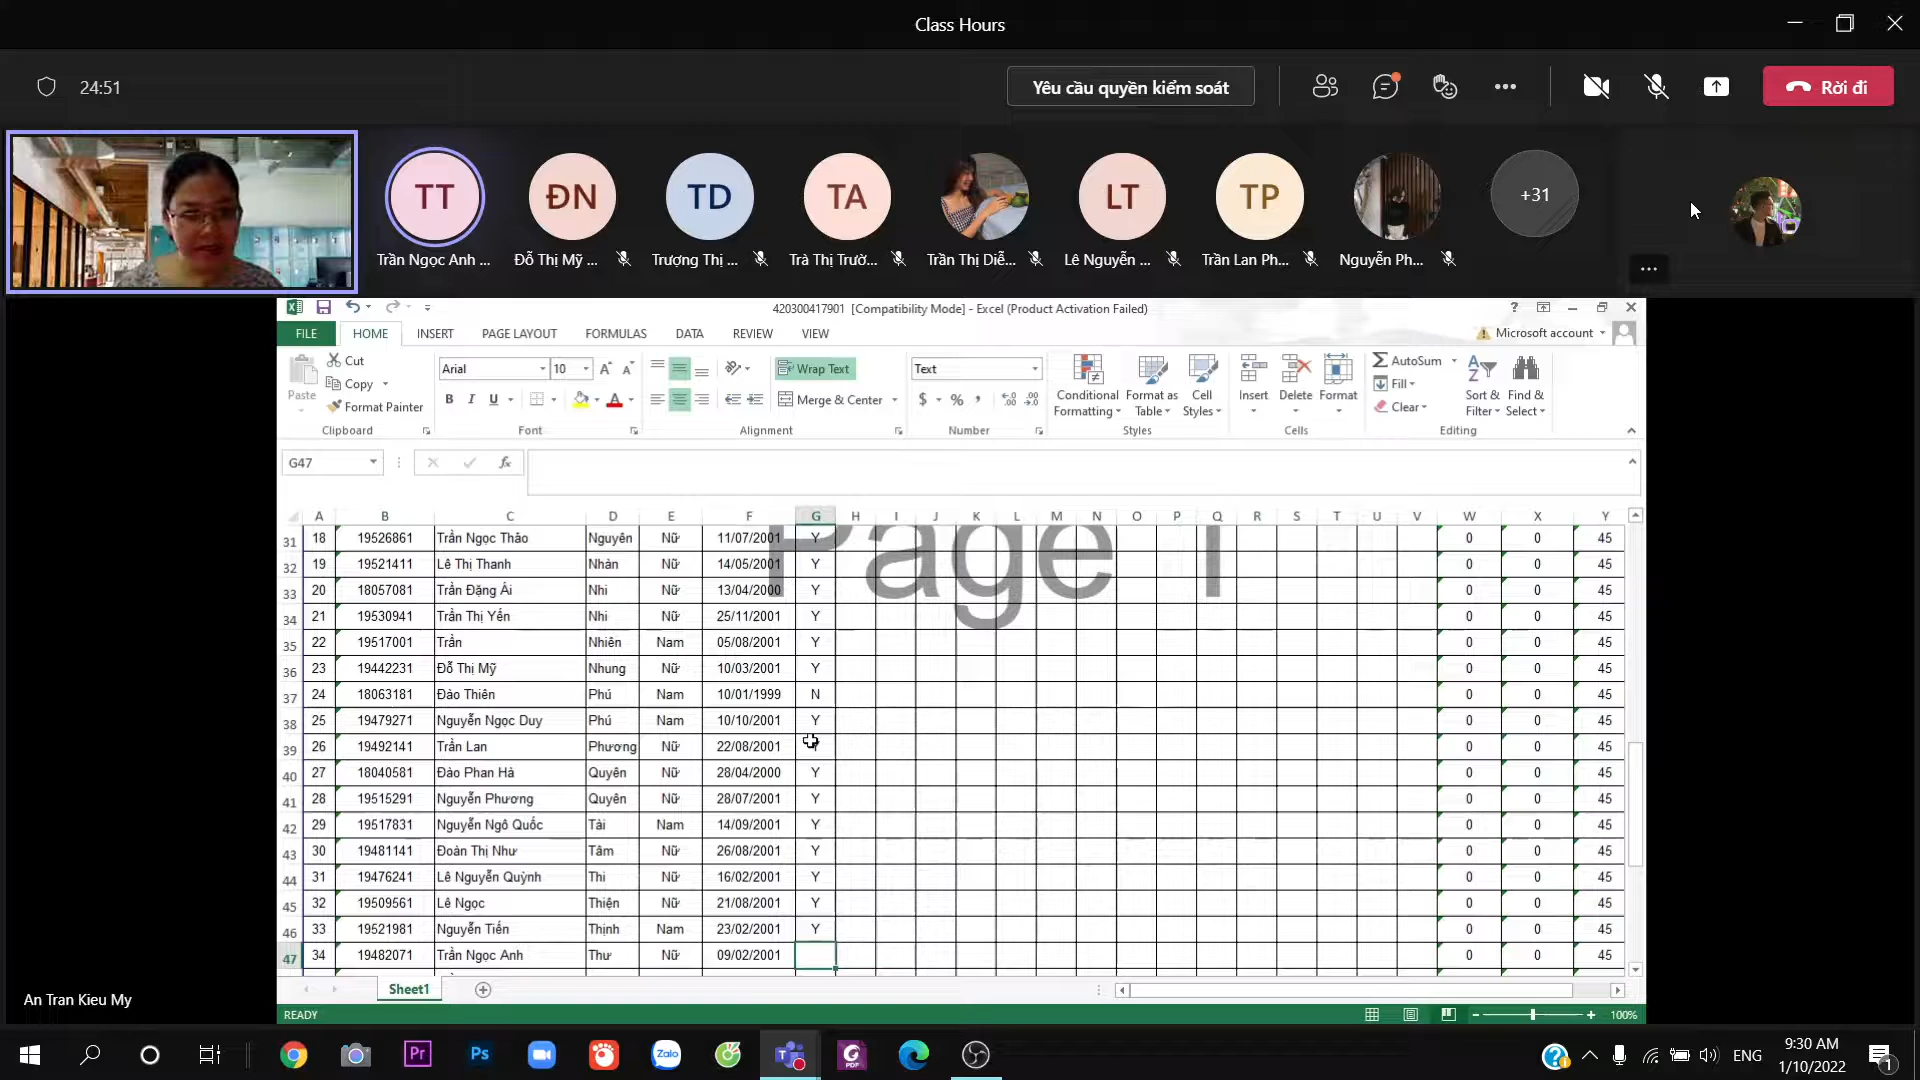 Class Hours
24:51
Yêu cầu quyền kiểm soát
Rời đi
TT
ĐN
TD
TA
LT
TP
+31
Trần Ngọc Anh ...
Đỗ Thị Mỹ ...
Trượng Thị ...
Trà Thị Trườ...
Trần Thị Diễ...
Lê Nguyễn ...
Trần Lan Ph...
Nguyễn Ph...
420300417901 [Compatibility Mode] - Excel (Product Activation Failed)
FILE HOME INSERT PAGE LAYOUT FORMULAS DATA REVIEW VIEW
Microsoft account
Paste
Cut
Copy
Format Painter
Clipboard
Arial 10
B I U
Font
Wrap Text
Merge & Center
Alignment
Text
$ % ,
Number
Conditional Formatting
Format as Table
Cell Styles
Styles
Insert Delete Format
Cells
AutoSum
Fill
Clear
Sort & Filter
Find & Select
Editing
G47
fx
A B C D E F G H I J K L M N O P Q R S T U V W X Y
Page 1
31 18 19526861 Trần Ngọc Thảo Nguyên Nữ 11/07/2001 Y 0 0 45
32 19 19521411 Lê Thị Thanh Nhàn Nữ 14/05/2001 Y 0 0 45
33 20 18057081 Trần Đặng Ái Nhi Nữ 13/04/2000 Y 0 0 45
34 21 19530941 Trần Thị Yến Nhi Nữ 25/11/2001 Y 0 0 45
35 22 19517001 Trần Nhiên Nam 05/08/2001 Y 0 0 45
36 23 19442231 Đỗ Thị Mỹ Nhung Nữ 10/03/2001 Y 0 0 45
37 24 18063181 Đào Thiên Phú Nam 10/01/1999 N 0 0 45
38 25 19479271 Nguyễn Ngọc Duy Phú Nam 10/10/2001 Y 0 0 45
39 26 19492141 Trần Lan Phương Nữ 22/08/2001 0 0 45
40 27 18040581 Đào Phan Hà Quyên Nữ 28/04/2000 Y 0 0 45
41 28 19515291 Nguyễn Phương Quyên Nữ 28/07/2001 Y 0 0 45
42 29 19517831 Nguyễn Ngô Quốc Tài Nam 14/09/2001 Y 0 0 45
43 30 19481141 Đoàn Thị Như Tâm Nữ 26/08/2001 Y 0 0 45
44 31 19476241 Lê Nguyễn Quỳnh Thi Nữ 16/02/2001 Y 0 0 45
45 32 19509561 Lê Ngọc Thiện Nữ 21/08/2001 Y 0 0 45
46 33 19521981 Nguyễn Tiến Thịnh Nam 23/02/2001 Y 0 0 45
47 34 19482071 Trần Ngọc Anh Thư Nữ 09/02/2001 0 0 45
Sheet1
READY
100%
An Tran Kieu My
Pr
Ps
Zalo
PDF
ENG
9:30 AM
1/10/2022
1